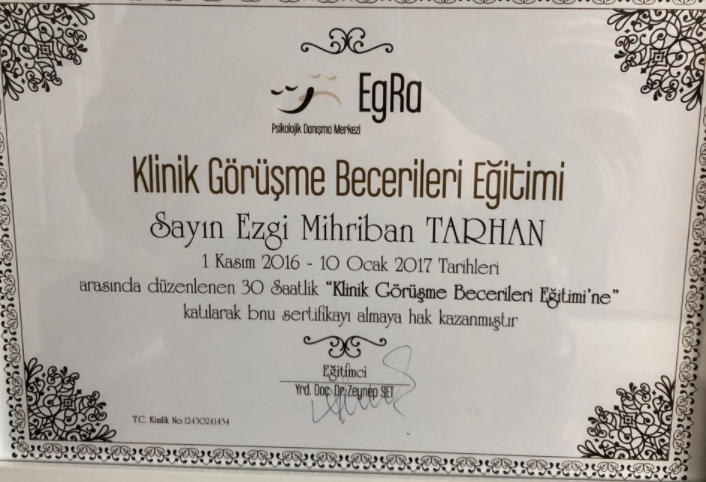 EgRa
Psikolojik Danışma Merkezi
Klinik Görüşme Becerileri Eğitimi
Sayın Ezgi Mihriban TARHAN
1 Kasım 2016 - 10 Ocak 2017 Tarihleri
arasında düzenlenen 30 Saatlik “Klinik Görüşme Becerileri Eğitimi’ne”
katılarak bnu sertifikayı almaya hak kazanmıştır
Eğitimci
Yrd. Doç. Dr. Zeynep SET
T.C. Kimlik No:12430241434